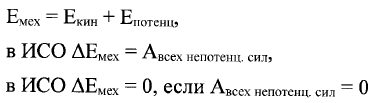 Eмех = Eкин + Eпотенц,
в ИСО ΔEмех = Aвсех непотенц. сил,
в ИСО ΔEмех = 0, если Aвсех непотенц. сил = 0